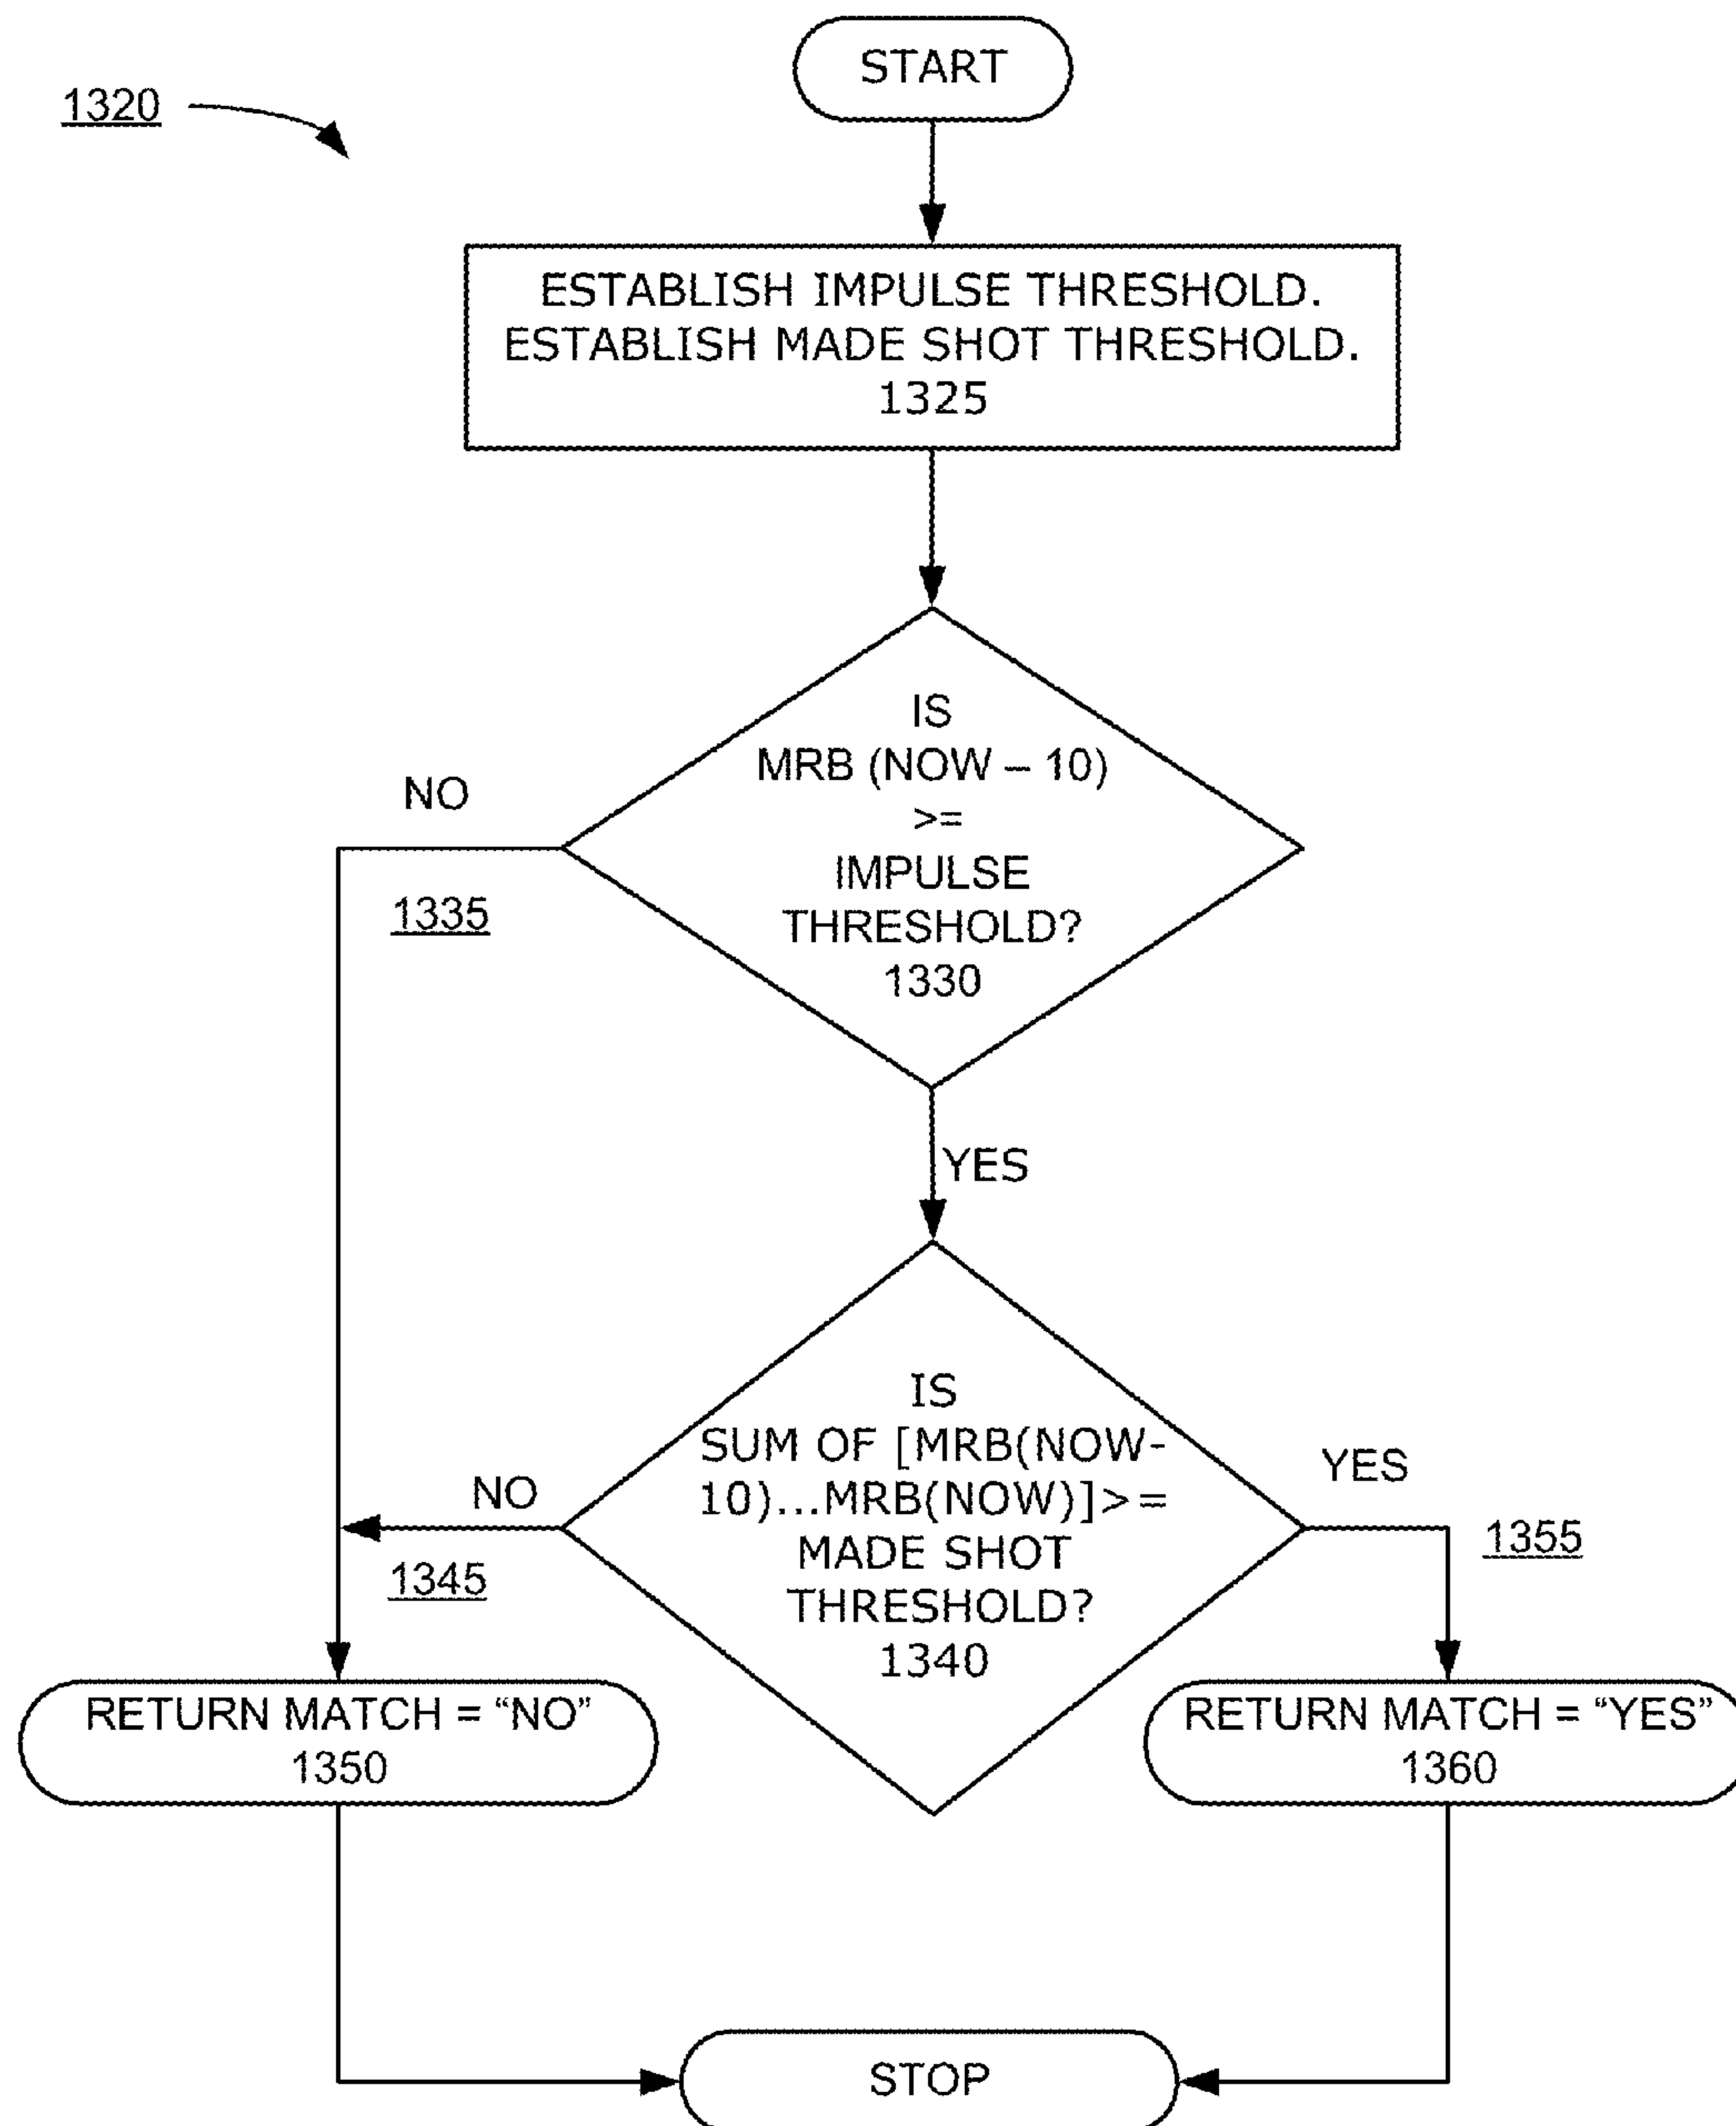 START
1320
ESTABLISH IMPULSE THRESHOLD.
ESTABLISH MADE SHOT THRESHOLD.
1325
IS
MRB (NOW – 10)
>=
IMPULSE
THRESHOLD?
1330
NO
1335
YES
IS
SUM OF [MRB(NOW-
10)...MRB(NOW)]>=
MADE SHOT
THRESHOLD?
1340
NO
1345
YES
1355
RETURN MATCH = “NO”
1350
RETURN MATCH = “YES”
1360
STOP